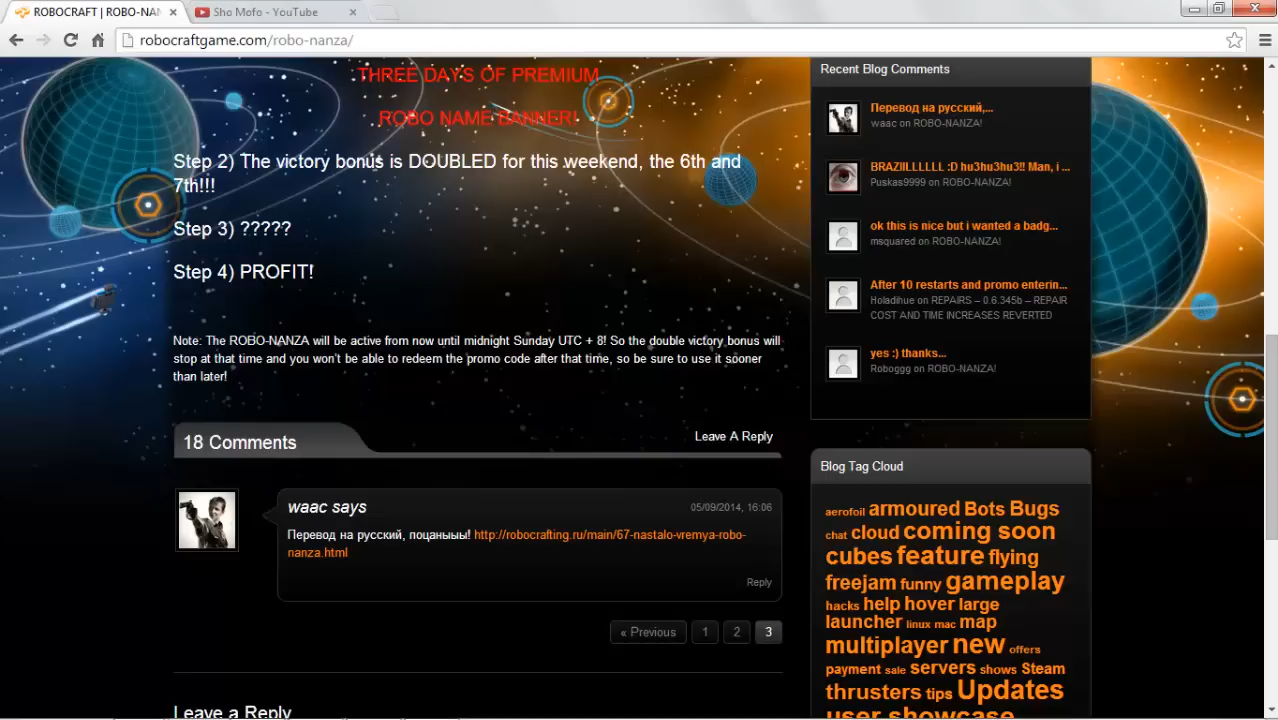 ROBOCRAFT | ROBO-NAN
Sho Mofo - YouTube
robocraftgame.com/robo-nanza/
THREE DAYS OF PREMIUM
ROBO NAME BANNER!
Step 2) The victory bonus is DOUBLED for this weekend, the 6th and
7th!!!
Step 3) ?????
Step 4) PROFIT!
Note: The ROBO-NANZA will be active from now until midnight Sunday UTC + 8! So the double victory bonus will
stop at that time and you won't be able to redeem the promo code after that time, so be sure to use it sooner
than later!
18 Comments
Leave A Reply
waac says
05/09/2014, 16:06
Перевод на русский, поцаныыы! http://robocrafting.ru/main/67-nastalo-vremya-robo-
nanza.html
Reply
« Previous
1
2
3
Leave a Reply
Recent Blog Comments
Перевод на русский,...
waac on ROBO-NANZA!
BRAZIILLLLLL :D hu3hu3hu3!! Man, i ...
Puskas9999 on ROBO-NANZA!
ok this is nice but i wanted a badg...
msquared on ROBO-NANZA!
After 10 restarts and promo enterin...
Holadihue on REPAIRS – 0.6.345b – REPAIR
COST AND TIME INCREASES REVERTED
yes :) thanks...
Roboggg on ROBO-NANZA!
Blog Tag Cloud
aerofoil armoured Bots Bugs
chat cloud coming soon
cubes feature flying
freejam funny gameplay
hacks help hover large
launcher linux mac map
multiplayer new offers
payment sale servers shows Steam
thrusters tips Updates
user showcase